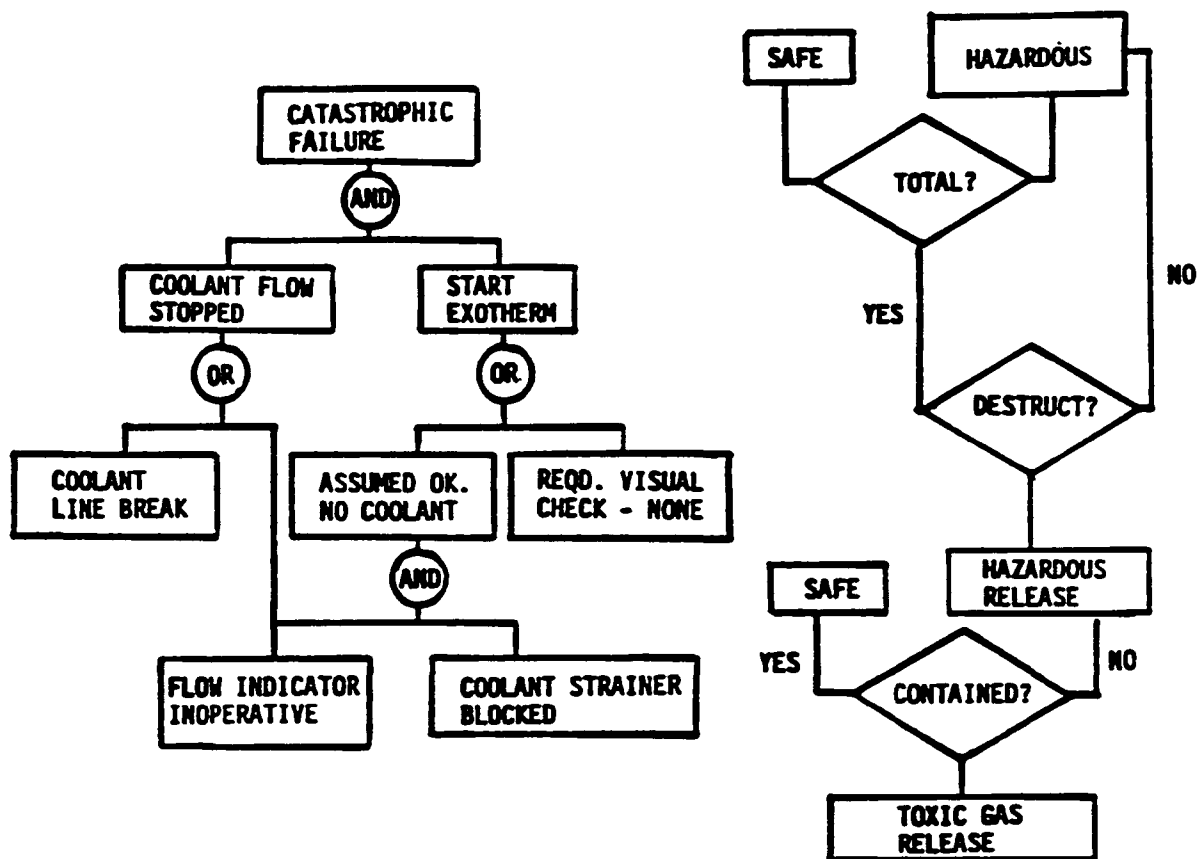 CATASTROPHIC
FAILURE
AND
COOLANT FLOW
STOPPED
START
EXOTHERM
OR
OR
COOLANT
LINE BREAK
ASSUMED OK.
NO COOLANT
REQD. VISUAL
CHECK - NONE
AND
FLOW INDICATOR
INOPERATIVE
COOLANT STRAINER
BLOCKED
SAFE
HAZARDOUS
TOTAL?
YES
NO
DESTRUCT?
HAZARDOUS
RELEASE
SAFE
YES
NO
CONTAINED?
TOXIC GAS
RELEASE